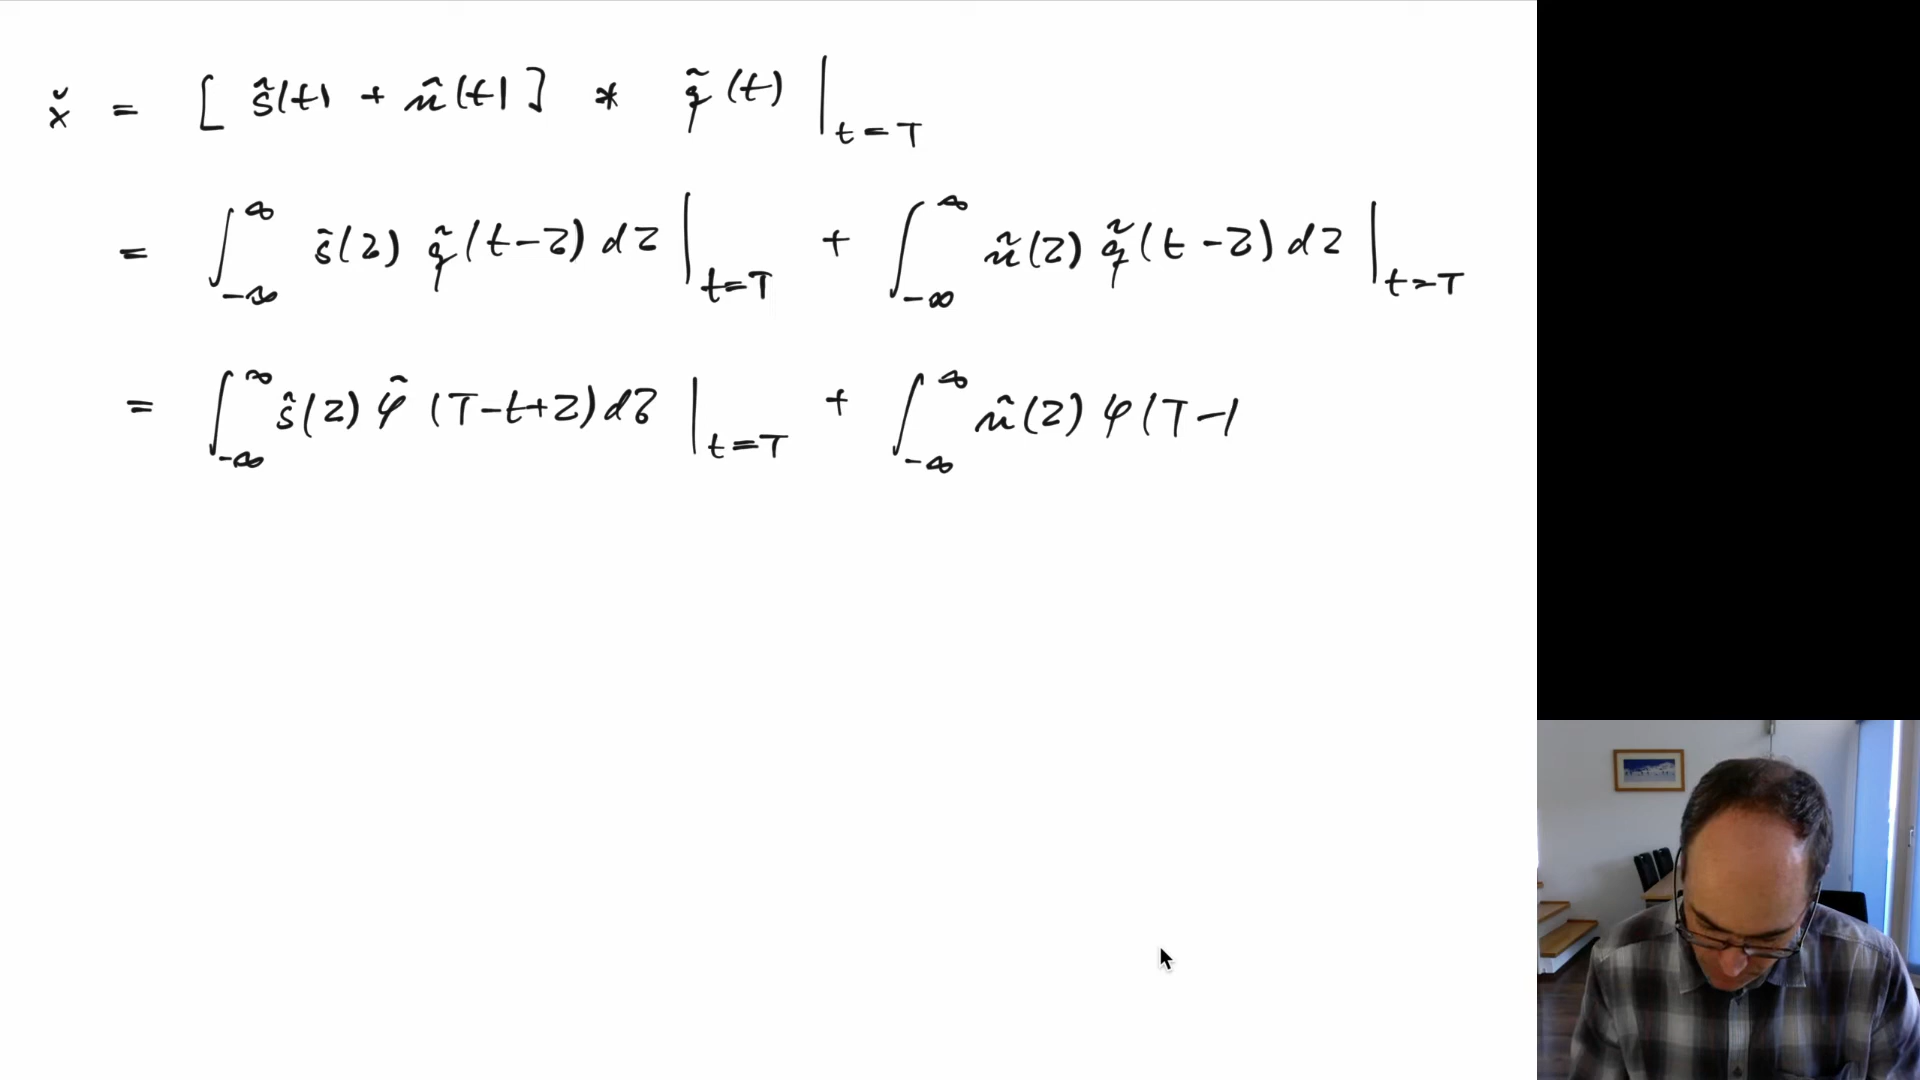 x̌ = [ ŝ(t) + n̂(t) ] * q̃(t) |_{t=T}
= ∫_{-∞}^{∞} s̃(z) q̃(t-z) dz |_{t=T} + ∫_{-∞}^{∞} ñ(z) q̃(t-z) dz |_{t=T}
= ∫_{-∞}^{∞} ŝ(z) φ̃ (T-t+z) dz |_{t=T} + ∫_{-∞}^{∞} n̂(z) φ(T-